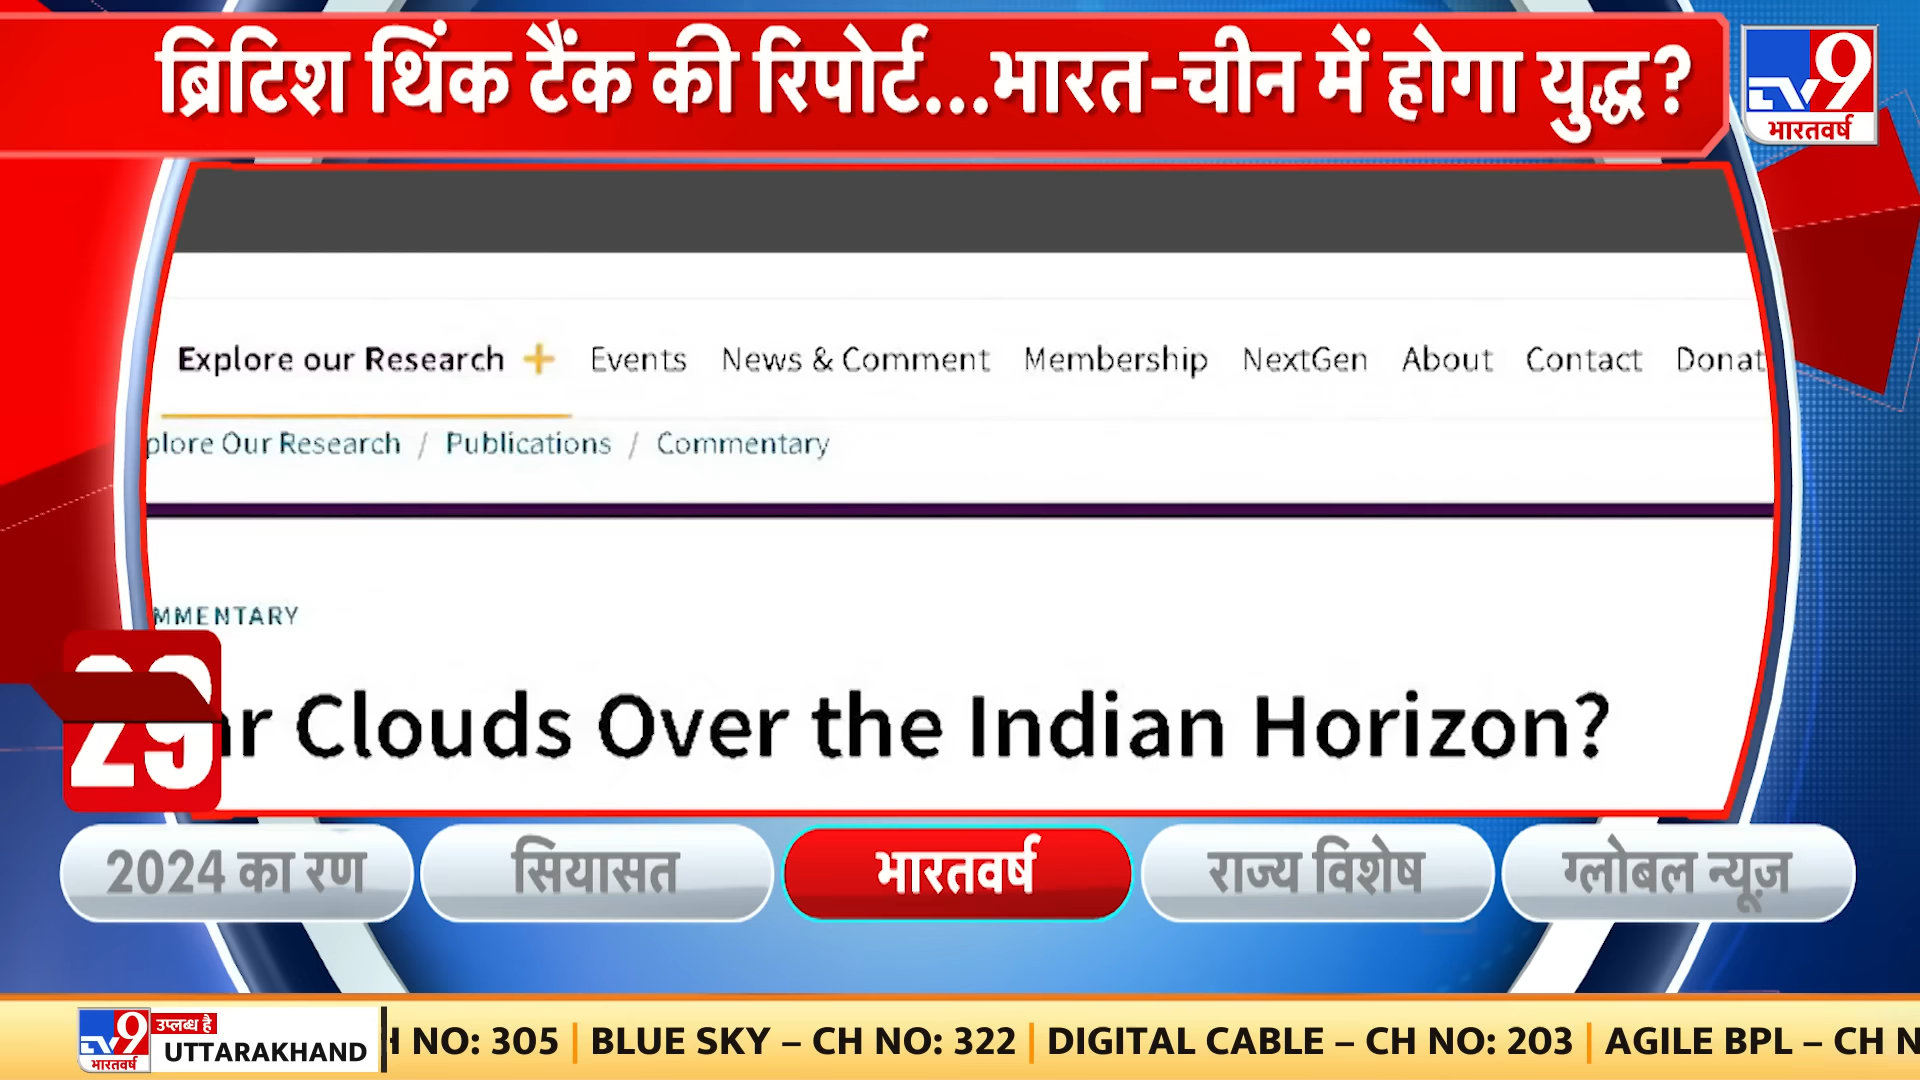 ब्रिटिश थिंक टैंक की रिपोर्ट...भारत-चीन में होगा युद्ध?
TV9
भारतवर्ष
Explore our Research + Events News & Comment Membership NextGen About Contact Donat
plore Our Research / Publications / Commentary
MMENTARY
ar Clouds Over the Indian Horizon?
2024 का रण सियासत भारतवर्ष राज्य विशेष ग्लोबल न्यूज़
TV9 भारतवर्ष उपलब्ध है UTTARAKHAND
H NO: 305 | BLUE SKY – CH NO: 322 | DIGITAL CABLE – CH NO: 203 | AGILE BPL – CH N